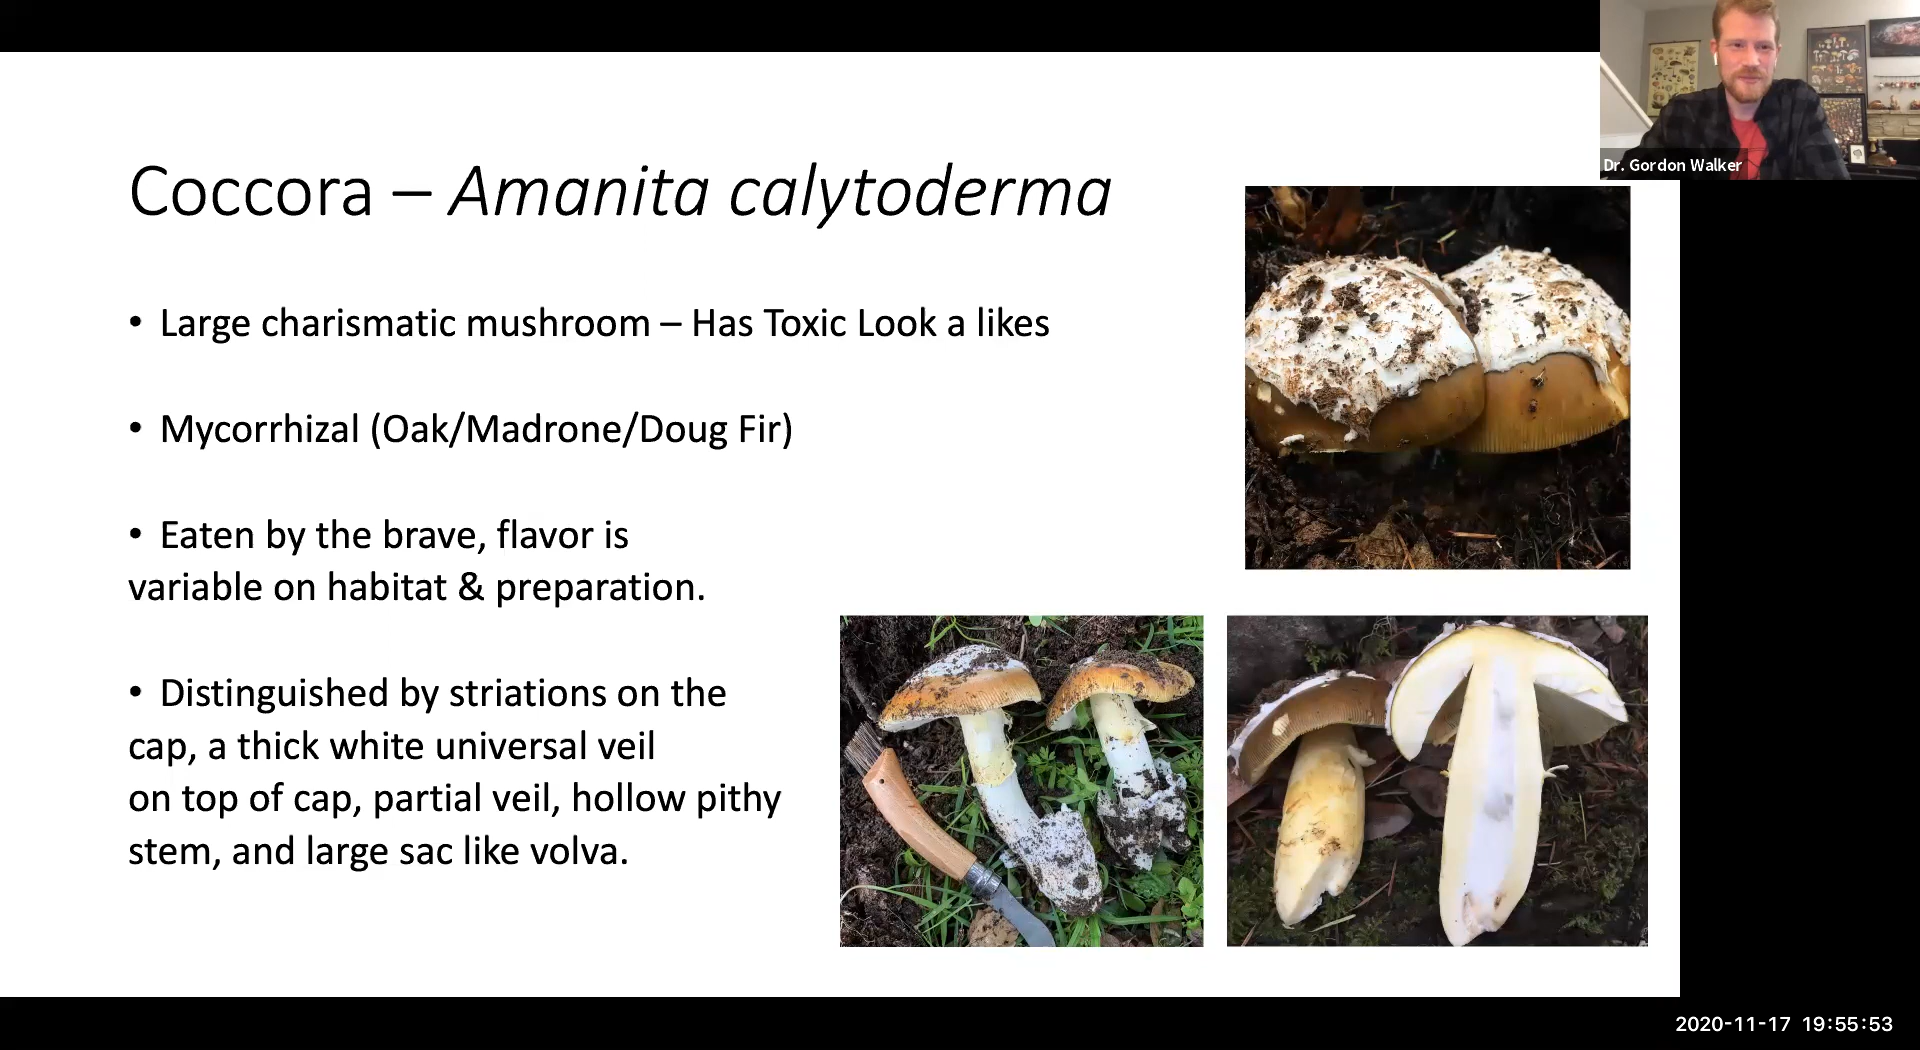 Dr. Gordon Walker
Coccora – Amanita calytoderma
• Large charismatic mushroom – Has Toxic Look a likes
• Mycorrhizal (Oak/Madrone/Doug Fir)
• Eaten by the brave, flavor is
variable on habitat & preparation.
• Distinguished by striations on the
cap, a thick white universal veil
on top of cap, partial veil, hollow pithy
stem, and large sac like volva.
2020-11-17 19:55:53